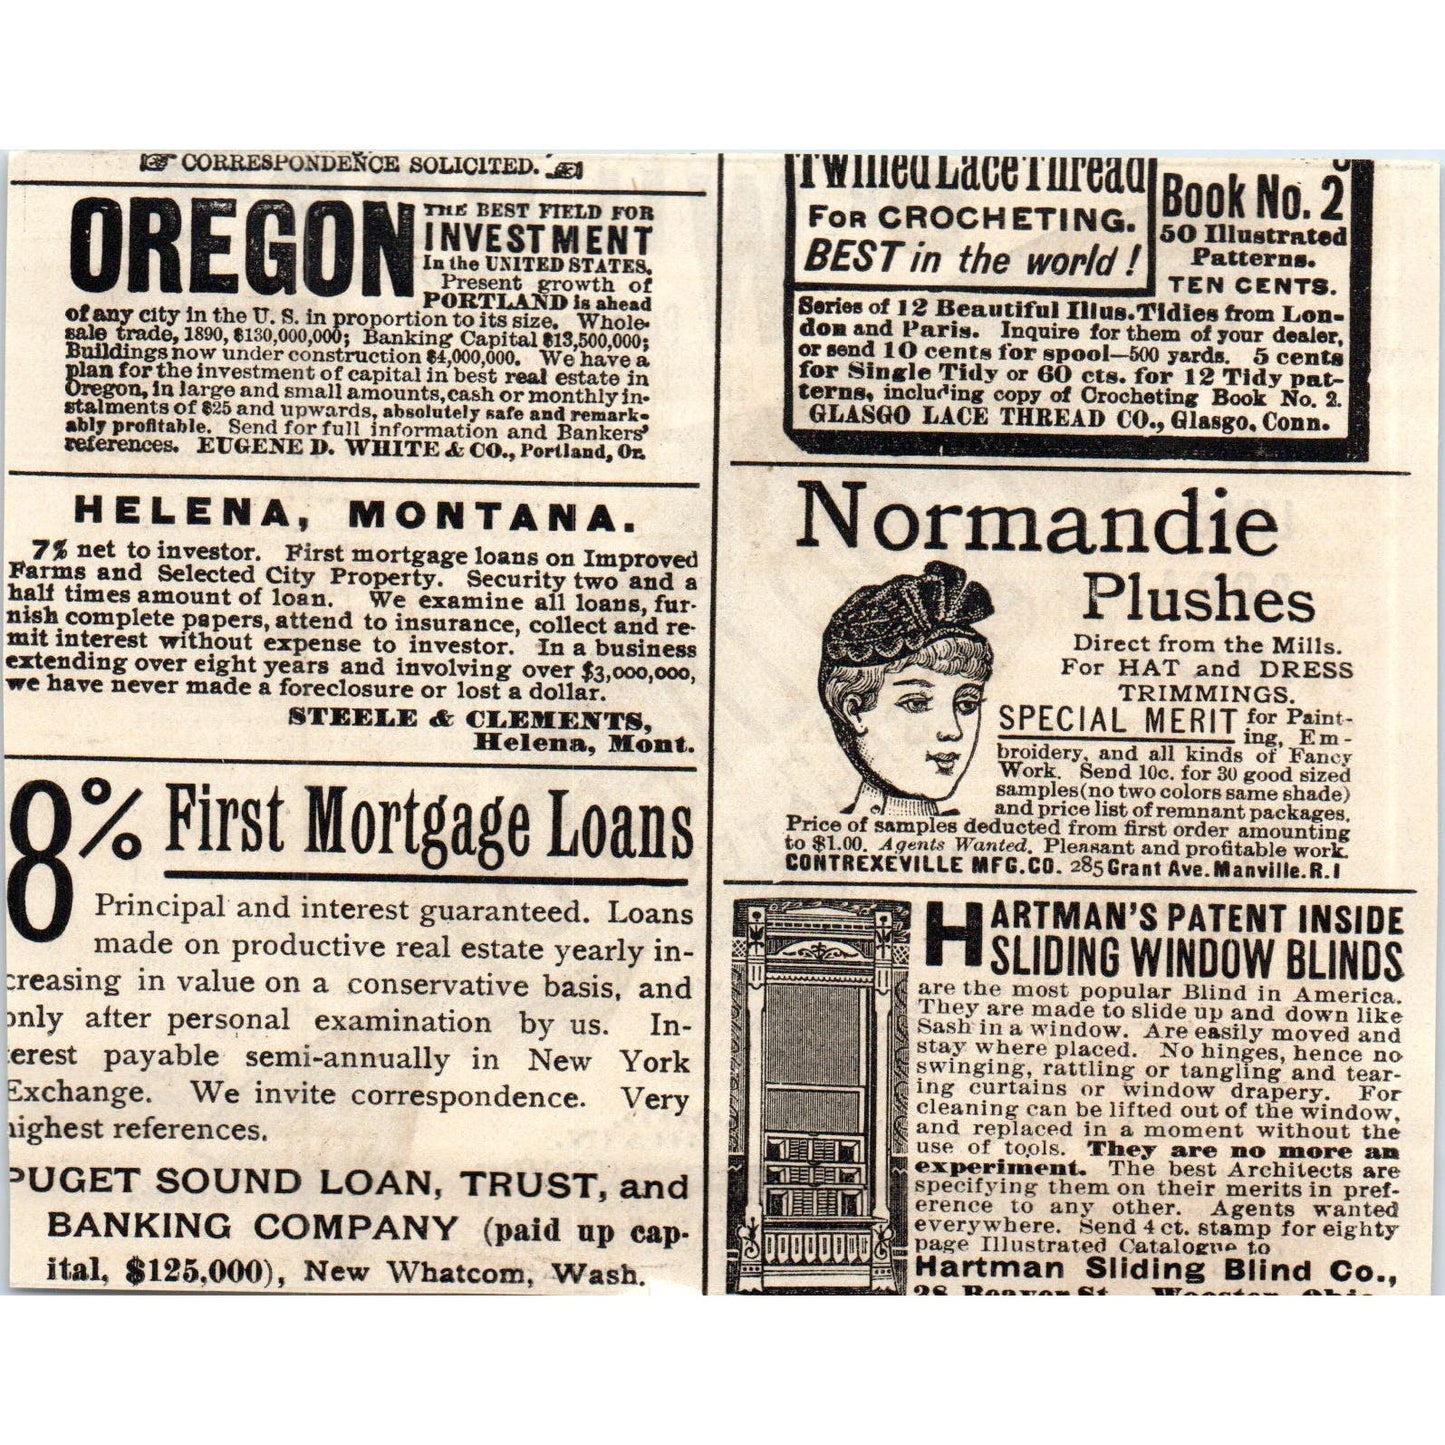 CORRESPONDENCE SOLICITED.
OREGON THE BEST FIELD FOR
INVESTMENT
In the UNITED STATES.
Present growth of
PORTLAND is ahead
of any city in the U. S. in proportion to its size. Whole-
sale trade, 1890, $130,000,000; Banking Capital $13,500,000;
Buildings now under construction $4,000,000. We have a
plan for the investment of capital in best real estate in
Oregon, in large and small amounts, cash or monthly in-
stalments of $25 and upwards, absolutely safe and remark-
ably profitable. Send for full information and Bankers'
references. EUGENE D. WHITE & CO., Portland, Or.
HELENA, MONTANA.
7% net to investor. First mortgage loans on Improved
Farms and Selected City Property. Security two and a
half times amount of loan. We examine all loans, fur-
nish complete papers, attend to insurance, collect and re-
mit interest without expense to investor. In a business
extending over eight years and involving over $3,000,000,
we have never made a foreclosure or lost a dollar.
STEELE & CLEMENTS,
Helena, Mont.
8% First Mortgage Loans
Principal and interest guaranteed. Loans
made on productive real estate yearly in-
creasing in value on a conservative basis, and
only after personal examination by us. In-
terest payable semi-annually in New York
Exchange. We invite correspondence. Very
highest references.
PUGET SOUND LOAN, TRUST, and
BANKING COMPANY (paid up cap-
ital, $125,000), New Whatcom, Wash.
Twilled Lace Thread
FOR CROCHETING.
BEST in the world!
Book No. 2
50 Illustrated
Patterns.
TEN CENTS.
Series of 12 Beautiful Illus. Tidies from Lon-
don and Paris. Inquire for them of your dealer,
or send 10 cents for spool—500 yards. 5 cents
for Single Tidy or 60 cts. for 12 Tidy pat-
terns, including copy of Crocheting Book No. 2.
GLASGO LACE THREAD CO., Glasgo, Conn.
Normandie
Plushes
Direct from the Mills.
For HAT and DRESS
TRIMMINGS.
SPECIAL MERIT for Paint-
ing, Em-
broidery, and all kinds of Fancy
Work. Send 10c. for 30 good sized
samples (no two colors same shade)
and price list of remnant packages.
Price of samples deducted from first order amounting
to $1.00. Agents Wanted. Pleasant and profitable work.
CONTREXEVILLE MFG. CO. 285 Grant Ave. Manville. R. I
HARTMAN'S PATENT INSIDE
SLIDING WINDOW BLINDS
are the most popular Blind in America.
They are made to slide up and down like
Sash in a window. Are easily moved and
stay where placed. No hinges, hence no
swinging, rattling or tangling and tear-
ing curtains or window drapery. For
cleaning can be lifted out of the window,
and replaced in a moment without the
use of tools. They are no more an
experiment. The best Architects are
specifying them on their merits in pref-
erence to any other. Agents wanted
everywhere. Send 4 ct. stamp for eighty
page Illustrated Catalogue to
Hartman Sliding Blind Co.,
28 Beaver St., Wooster, Ohio.